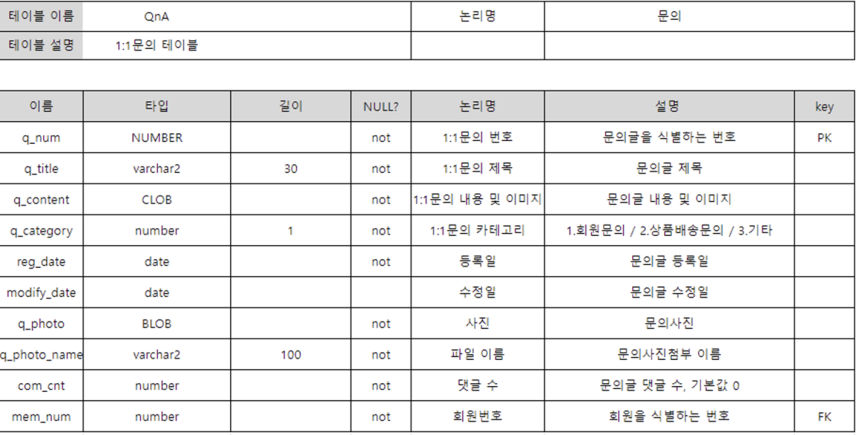 테이블 이름 QnA 논리명 문의
테이블 설명 1:1문의 테이블
이름 타입 길이 NULL? 논리명 설명 key
q_num NUMBER not 1:1문의 번호 문의글을 식별하는 번호 PK
q_title varchar2 30 not 1:1문의 제목 문의글 제목
q_content CLOB not 1:1문의 내용 및 이미지 문의글 내용 및 이미지
q_category number 1 not 1:1문의 카테고리 1.회원문의 / 2.상품배송문의 / 3.기타
reg_date date not 등록일 문의글 등록일
modify_date date 수정일 문의글 수정일
q_photo BLOB not 사진 문의사진
q_photo_name varchar2 100 not 파일 이름 문의사진첨부 이름
com_cnt number not 댓글 수 문의글 댓글 수, 기본값 0
mem_num number not 회원번호 회원을 식별하는 번호 FK